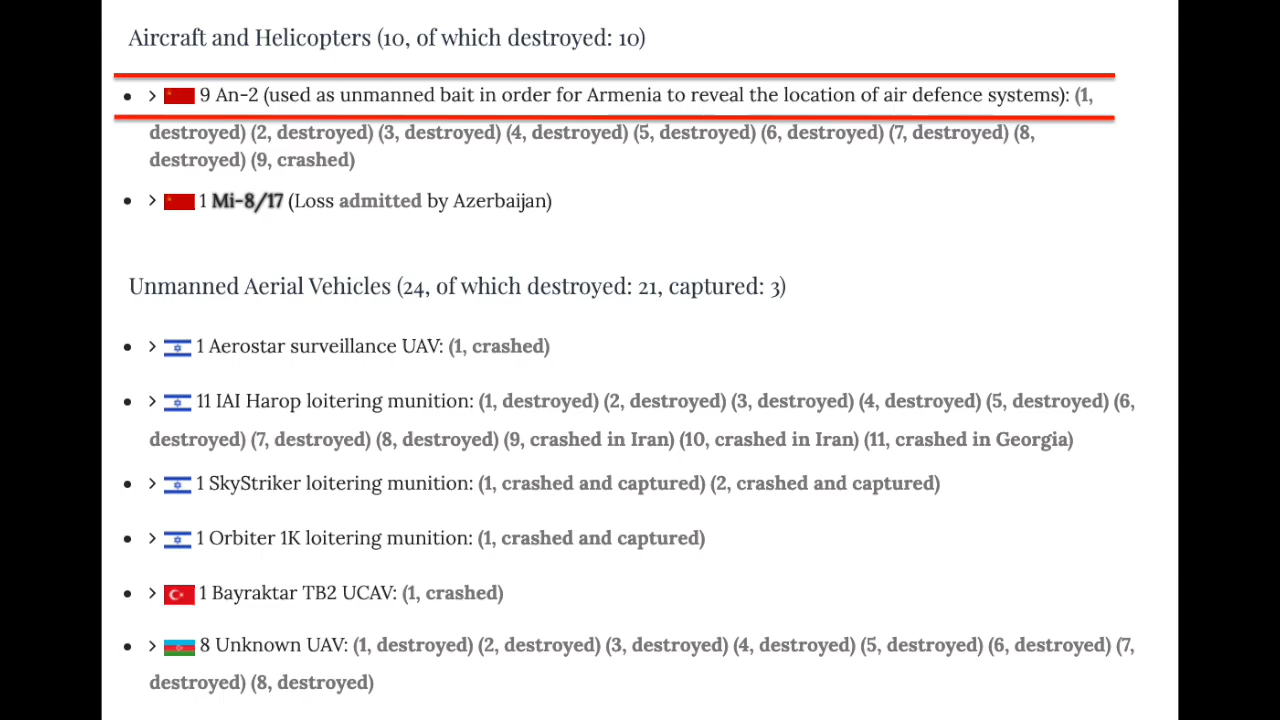 Aircraft and Helicopters (10, of which destroyed: 10)
> 9 An-2 (used as unmanned bait in order for Armenia to reveal the location of air defence systems): (1,
destroyed) (2, destroyed) (3, destroyed) (4, destroyed) (5, destroyed) (6, destroyed) (7, destroyed) (8,
destroyed) (9, crashed)
> 1 Mi-8/17 (Loss admitted by Azerbaijan)
Unmanned Aerial Vehicles (24, of which destroyed: 21, captured: 3)
> 1 Aerostar surveillance UAV: (1, crashed)
> 11 IAI Harop loitering munition: (1, destroyed) (2, destroyed) (3, destroyed) (4, destroyed) (5, destroyed) (6,
destroyed) (7, destroyed) (8, destroyed) (9, crashed in Iran) (10, crashed in Iran) (11, crashed in Georgia)
> 1 SkyStriker loitering munition: (1, crashed and captured) (2, crashed and captured)
> 1 Orbiter 1K loitering munition: (1, crashed and captured)
> 1 Bayraktar TB2 UCAV: (1, crashed)
> 8 Unknown UAV: (1, destroyed) (2, destroyed) (3, destroyed) (4, destroyed) (5, destroyed) (6, destroyed) (7,
destroyed) (8, destroyed)